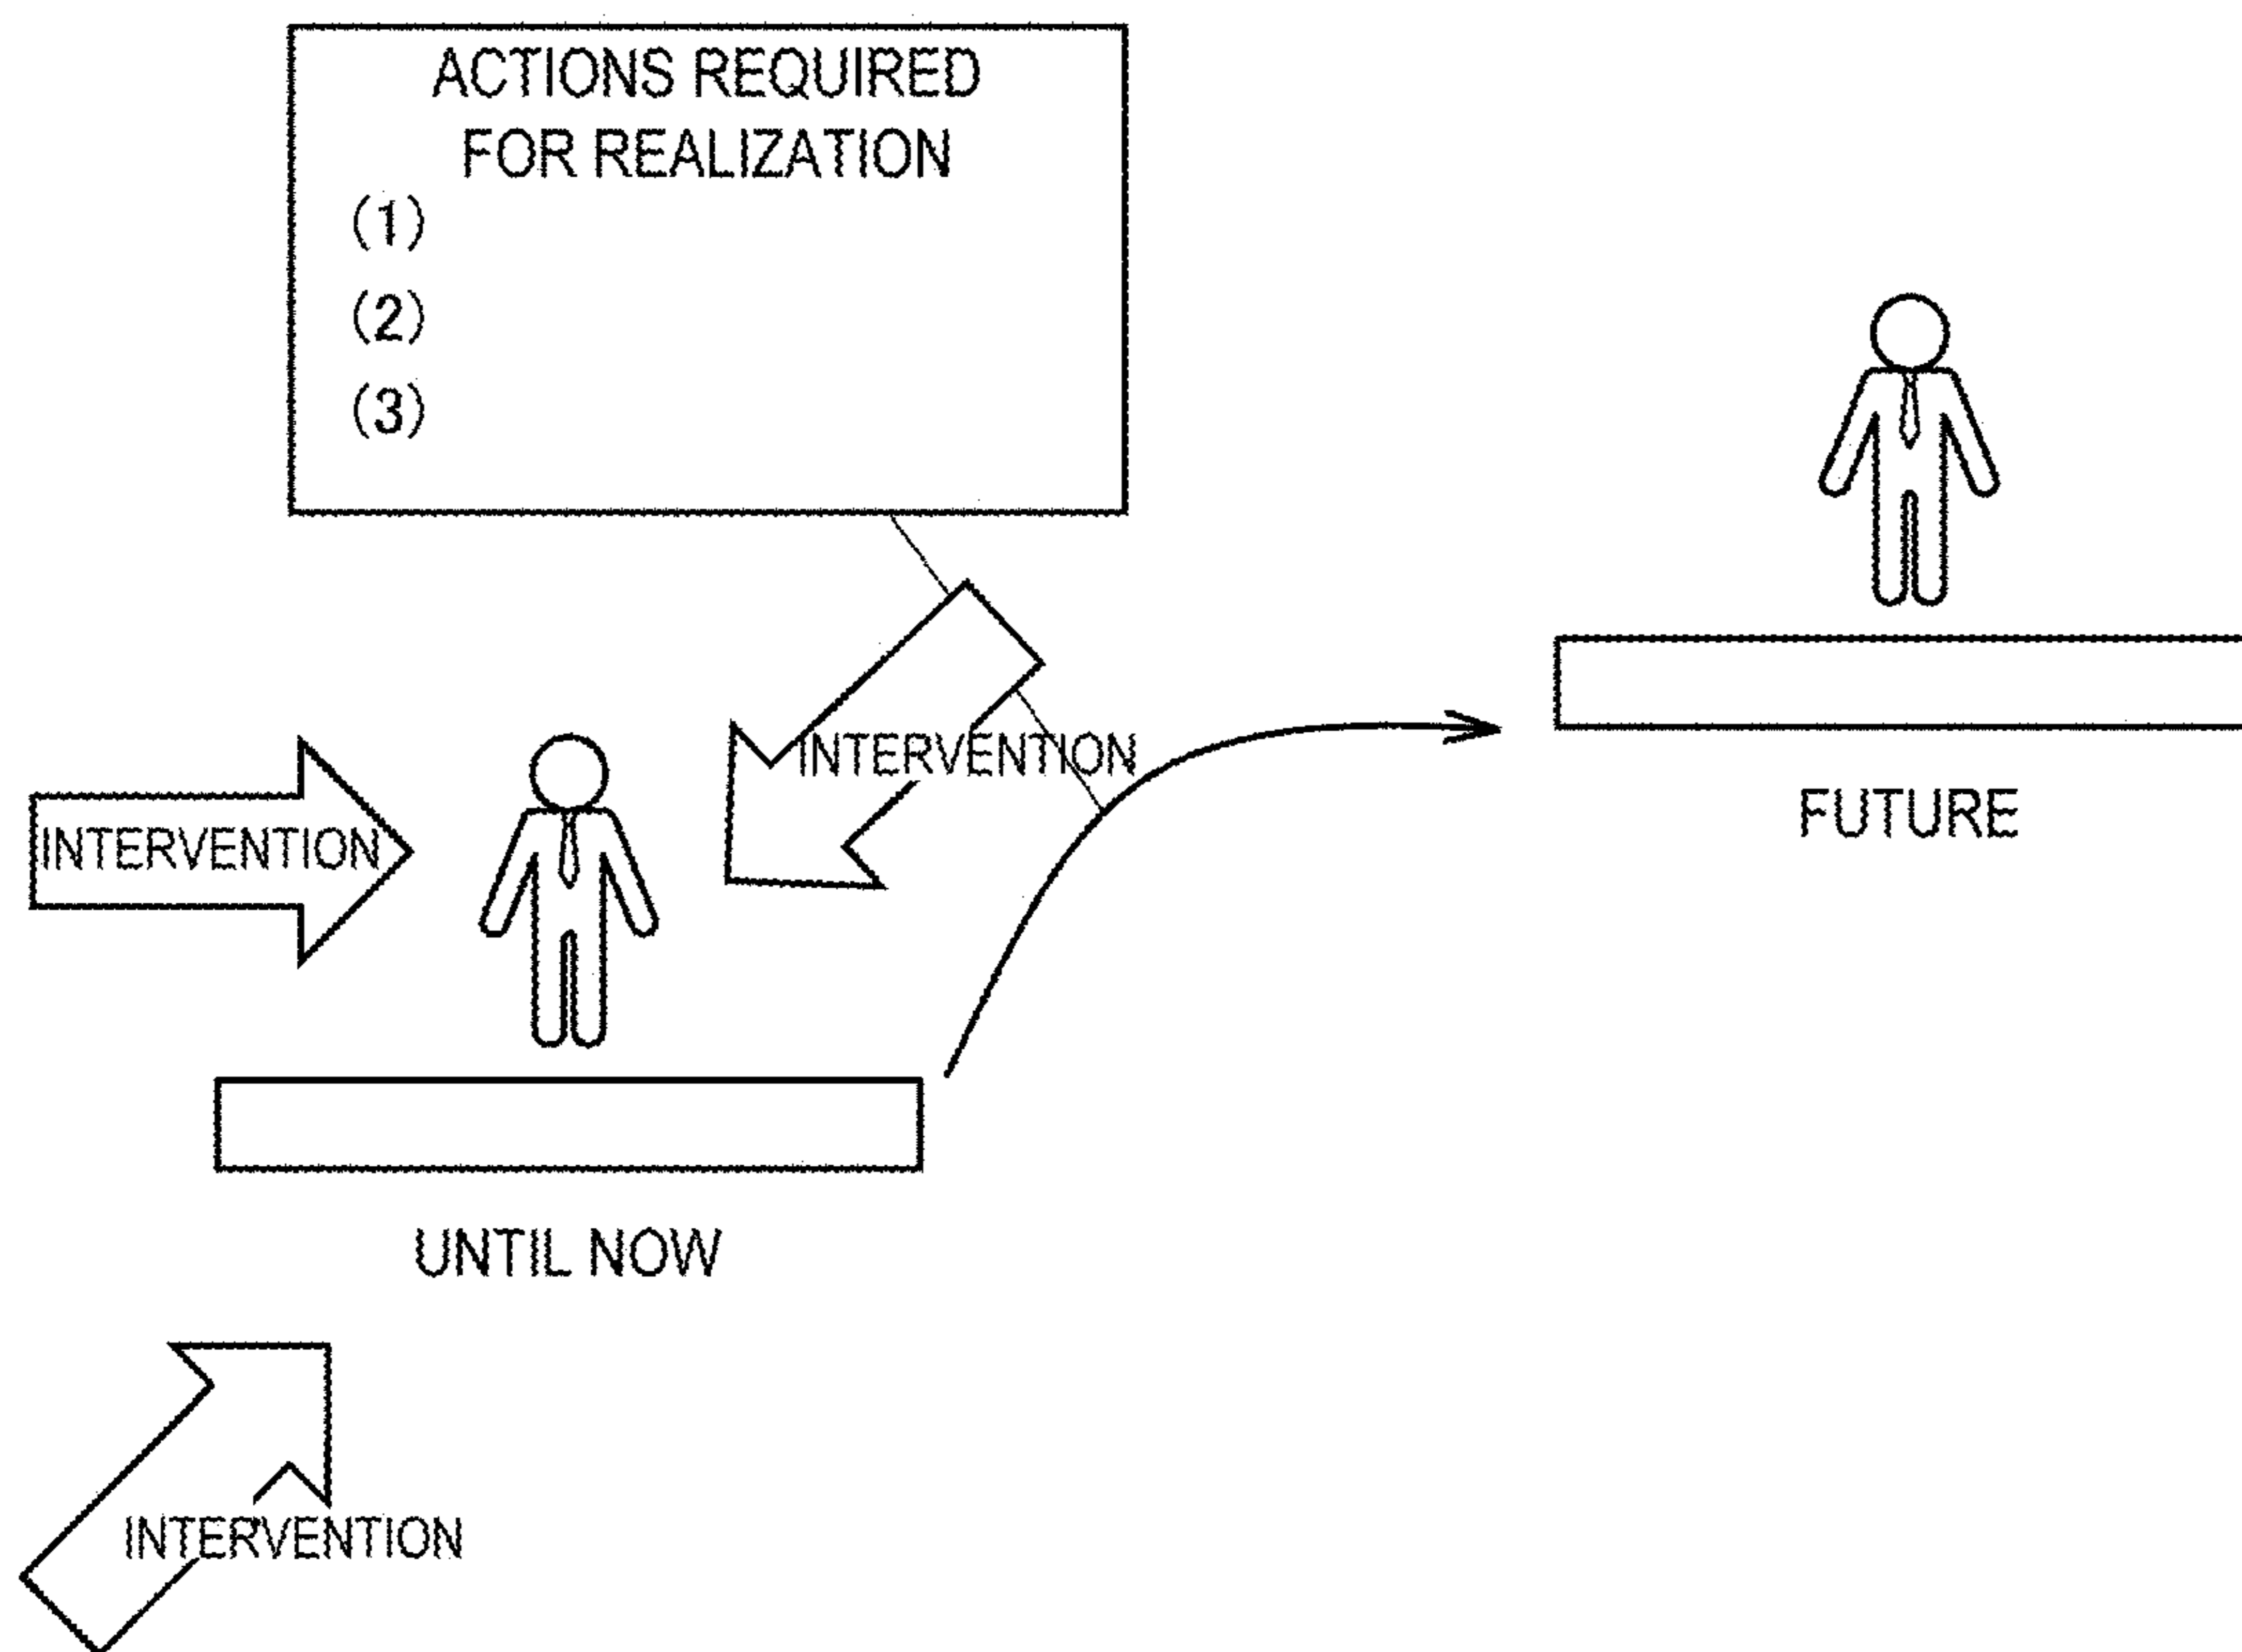 ACTIONS REQUIRED
FOR REALIZATION
(1)
(2)
(3)
INTERVENTION
INTERVENTION
FUTURE
UNTIL NOW
INTERVENTION